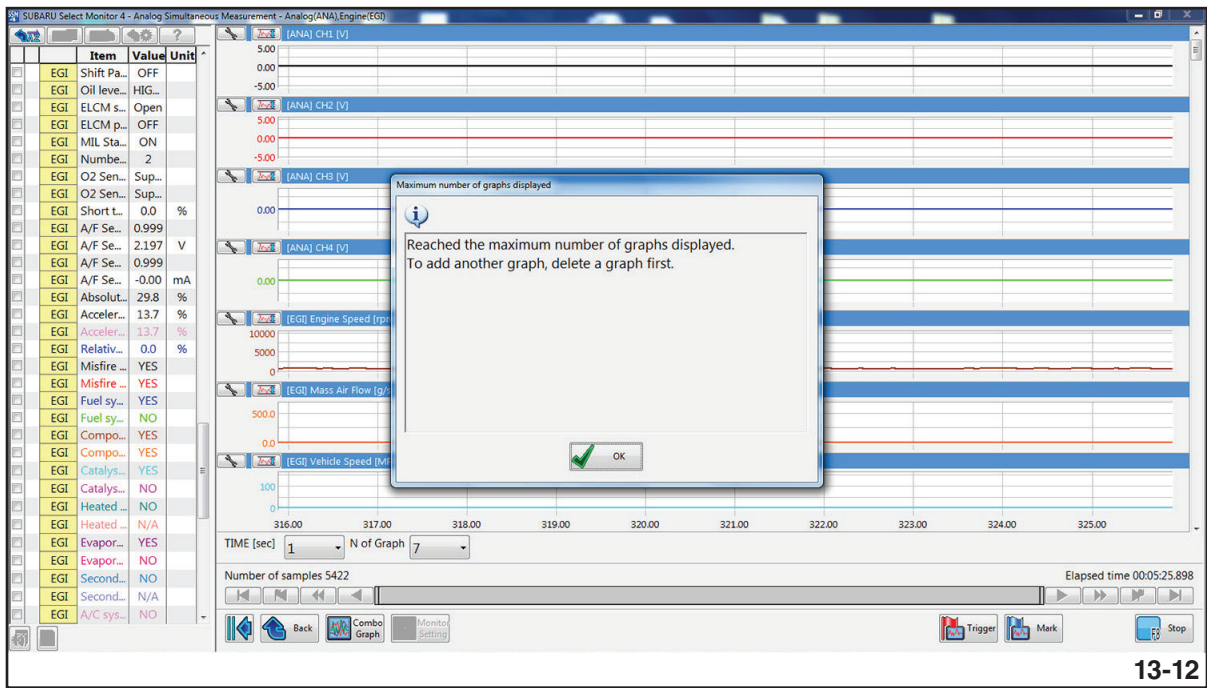 SUBARU Select Monitor 4 - Analog Simultaneous Measurement - Analog(ANA),Engine(EGI)
Item Value Unit
EGI Shift Pa... OFF
EGI Oil leve... HIG...
EGI ELCM s... Open
EGI ELCM p... OFF
EGI MIL Sta... ON
EGI Numbe... 2
EGI O2 Sen... Sup...
EGI O2 Sen... Sup...
EGI Short t... 0.0 %
EGI A/F Se... 0.999
EGI A/F Se... 2.197 V
EGI A/F Se... 0.999
EGI A/F Se... -0.00 mA
EGI Absolut... 29.8 %
EGI Acceler... 13.7 %
EGI Acceler... 13.7 %
EGI Relativ... 0.0 %
EGI Misfire ... YES
EGI Misfire ... YES
EGI Fuel sy... YES
EGI Fuel sy... NO
EGI Compo... YES
EGI Compo... YES
EGI Catalys... YES
EGI Catalys... NO
EGI Heated ... NO
EGI Heated ... N/A
EGI Evapor... YES
EGI Evapor... NO
EGI Second... NO
EGI Second... N/A
EGI A/C sys... NO
[ANA] CH1 [V]
5.00
0.00
-5.00
[ANA] CH2 [V]
5.00
0.00
-5.00
[ANA] CH3 [V]
0.00
[ANA] CH4 [V]
0.00
[EGI] Engine Speed [rpm
10000
5000
0
[EGI] Mass Air Flow [g/s
500.0
0.0
[EGI] Vehicle Speed [MP
100
0
316.00 317.00 318.00 319.00 320.00 321.00 322.00 323.00 324.00 325.00
Maximum number of graphs displayed
Reached the maximum number of graphs displayed.
To add another graph, delete a graph first.
OK
TIME [sec] 1 N of Graph 7
Number of samples 5422 Elapsed time 00:05:25.898
Back Combo Graph Monitor Setting Trigger Mark F8 Stop
13-12